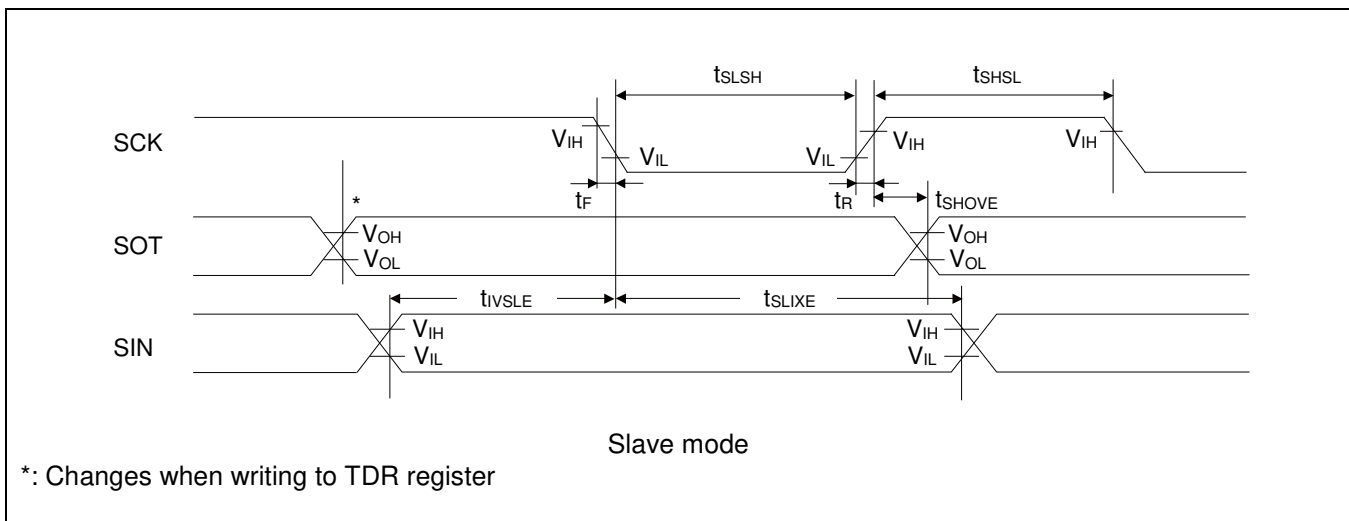 tSLSH tSHSL
SCK VIH VIL VIL VIH VIH
tF tR tSHOVE
*
SOT VOH VOL VOH VOL
tIVSLE tSLIXE
SIN VIH VIL VIH VIL
Slave mode
*: Changes when writing to TDR register